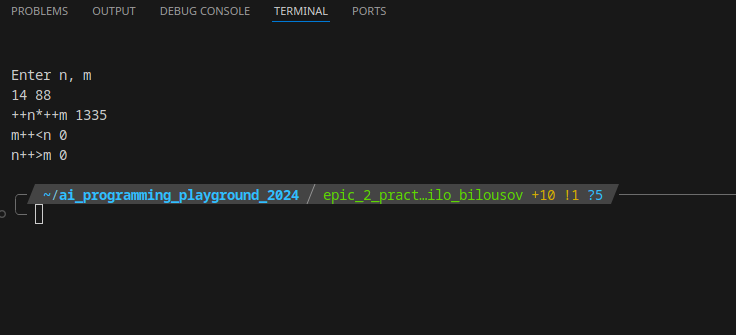 PROBLEMS OUTPUT DEBUG CONSOLE TERMINAL PORTS
Enter n, m
14 88
++n*++m 1335
m++<n 0
n++>m 0
~/ai_programming_playground_2024 epic_2_pract…ilo_bilousov +10 !1 ?5